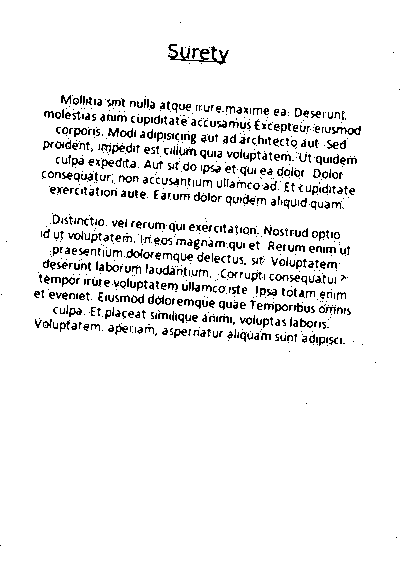 Surety
Mollitia sint nulla atque irure maxime ea. Deserunt,
molestias anim cupiditate accusamus Excepteur eiusmod
corporis. Modi adipisicing aut ad architecto aut. Sed
proident, impedit est cillum quia voluptatem. Ut quidem
culpa expedita. Aut sit do ipsa et qui ea dolor. Dolor
consequatur, non accusantium ullamco ad. Et cupiditate
exercitation aute. Earum dolor quidem aliquid quam.
Distinctio. vel rerum qui exercitation. Nostrud optio
id ut voluptatem. In eos magnam qui et. Rerum enim ut
praesentium doloremque delectus, sit. Voluptatem
deserunt laborum laudantium. Corrupti consequatur?
tempor irure voluptatem ullamco iste. Ipsa totam enim
et eveniet. Eiusmod doloremque quae Temporibus omnis
culpa. Et placeat similique animi, voluptas laboris.
Voluptatem. aperiam, aspernatur aliquam sunt adipisci.